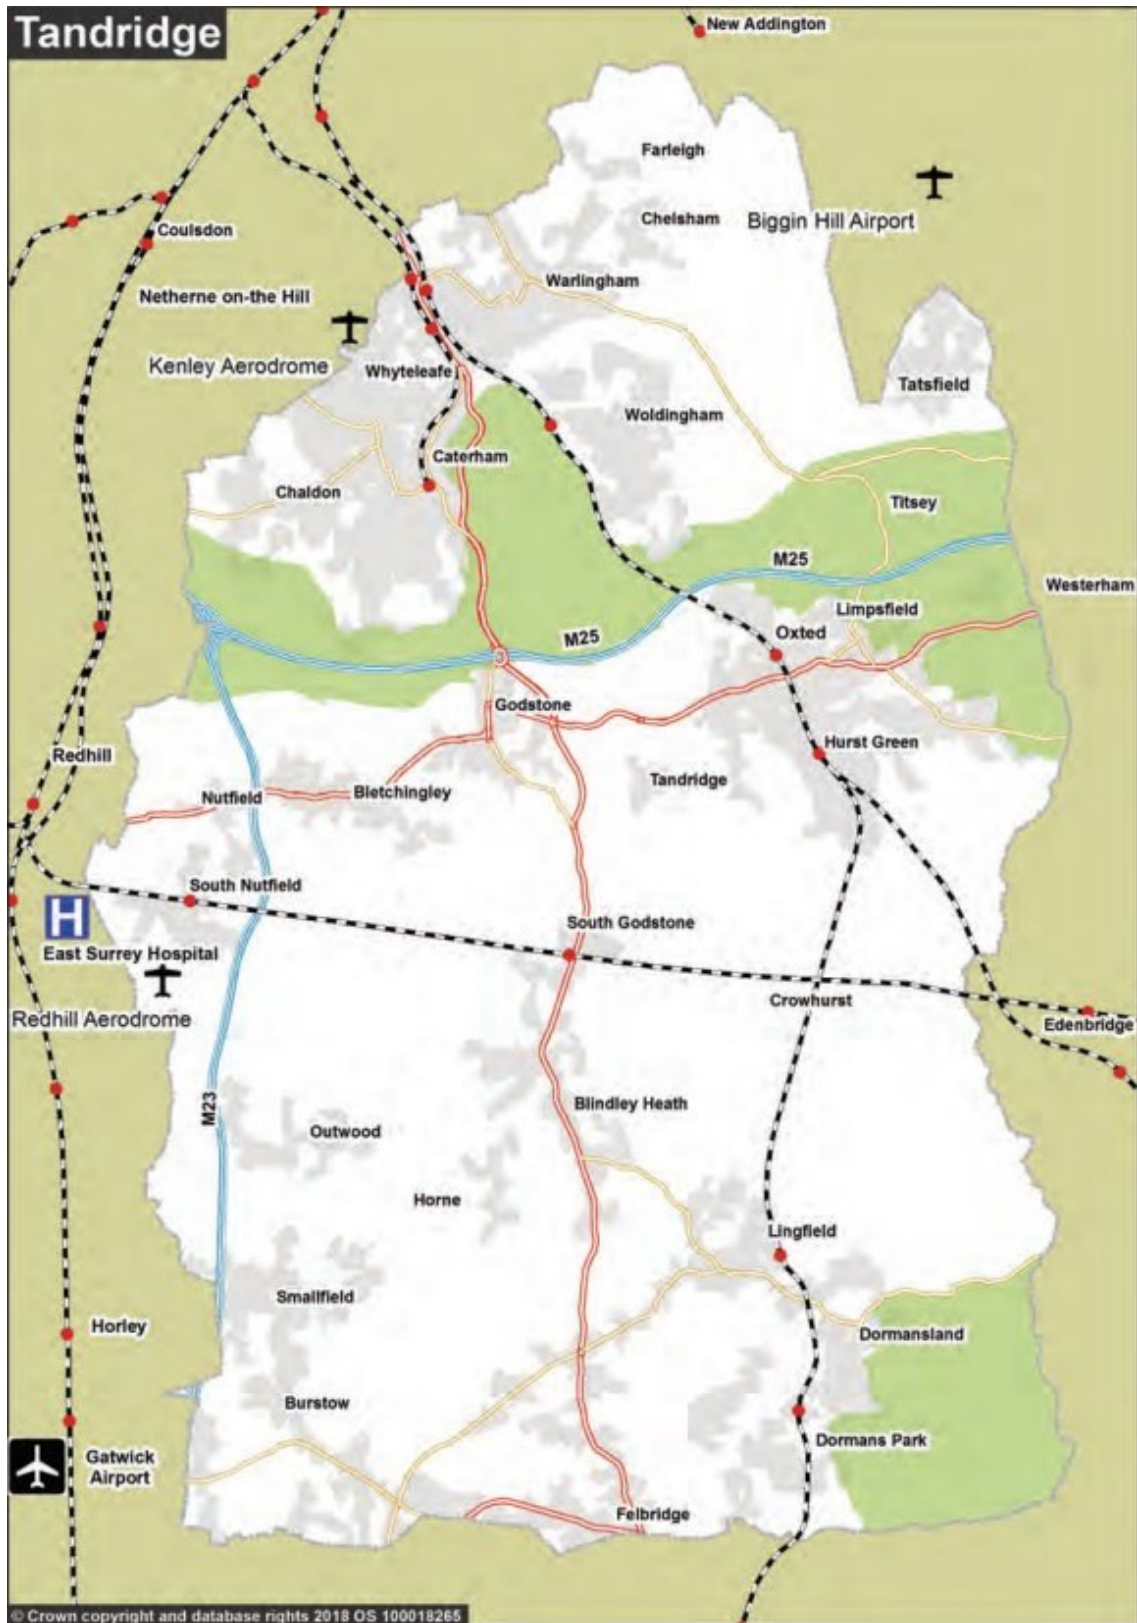 Tandridge
New Addington
Farleigh
Chelsham
Biggin Hill Airport
Coulsdon
Warlingham
Netherne on-the Hill
Kenley Aerodrome
Whyteleafe
Tatsfield
Woldingham
Caterham
Chaldon
Titsey
M25
Westerham
Limpsfield
Oxted
M25
Godstone
Hurst Green
Redhill
Tandridge
Nutfield
Bletchingley
South Nutfield
H
South Godstone
East Surrey Hospital
Crowhurst
Redhill Aerodrome
Edenbridge
M23
Blindley Heath
Outwood
Horne
Lingfield
Smallfield
Horley
Dormansland
Burstow
Dormans Park
Gatwick
Airport
Felbridge
© Crown copyright and database rights 2018 OS 100018265